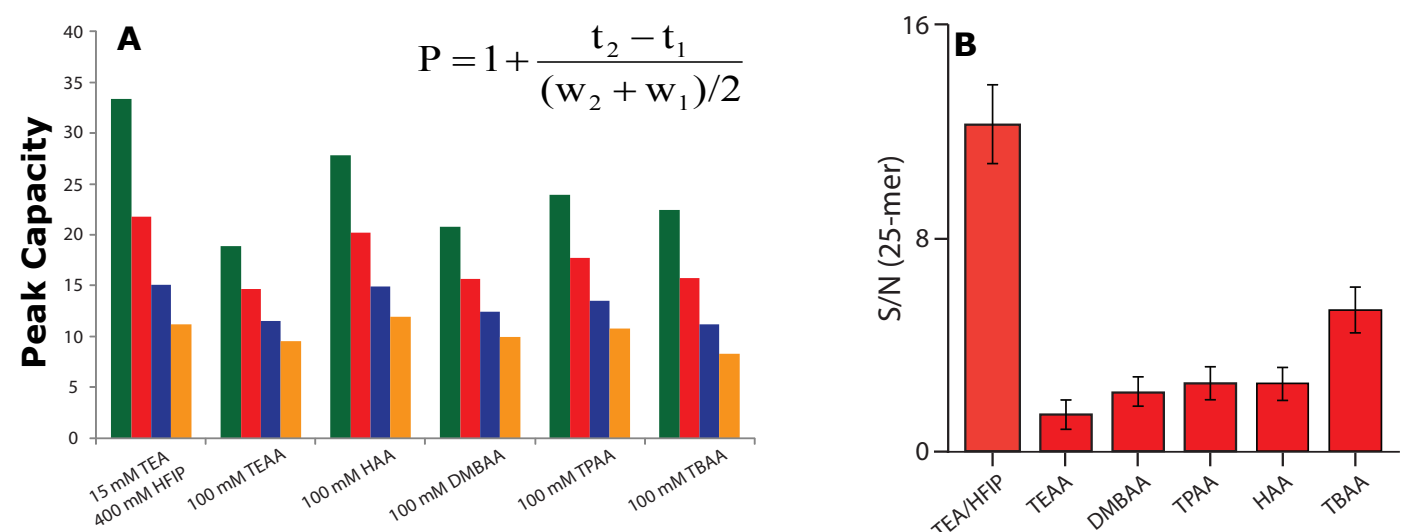 A
P = 1 + (t₂ − t₁) / ((w₂ + w₁)/2)
Peak Capacity
40
35
30
25
20
15
10
5
0
15 mM TEA
400 mM HFIP
100 mM TEAA
100 mM HAA
100 mM DMBAA
100 mM TPAA
100 mM TBAA
B
S/N (25-mer)
16
8
0
TEA/HFIP
TEAA
DMBAA
TPAA
HAA
TBAA